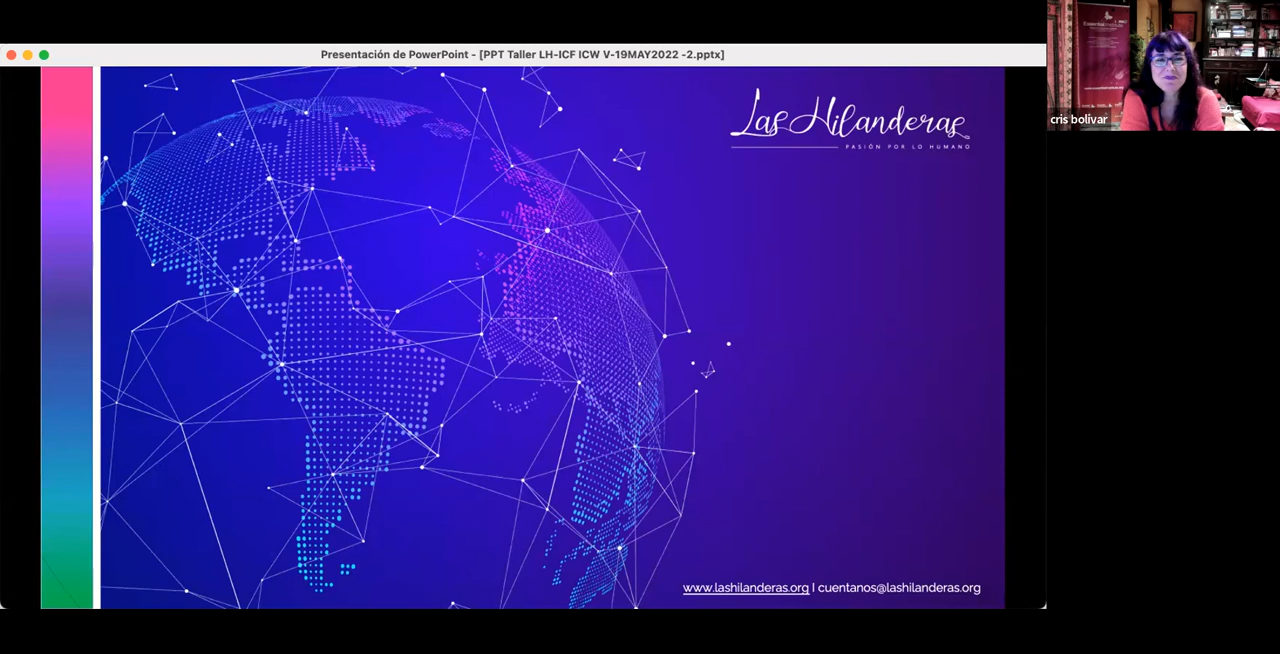 Presentación de PowerPoint - [PPT Taller LH-ICF ICW V-19MAY2022 -2.pptx]
Las Hilanderas
PASIÓN POR LO HUMANO
cris bolívar
www.lashilanderas.org I cuentanos@lashilanderas.org